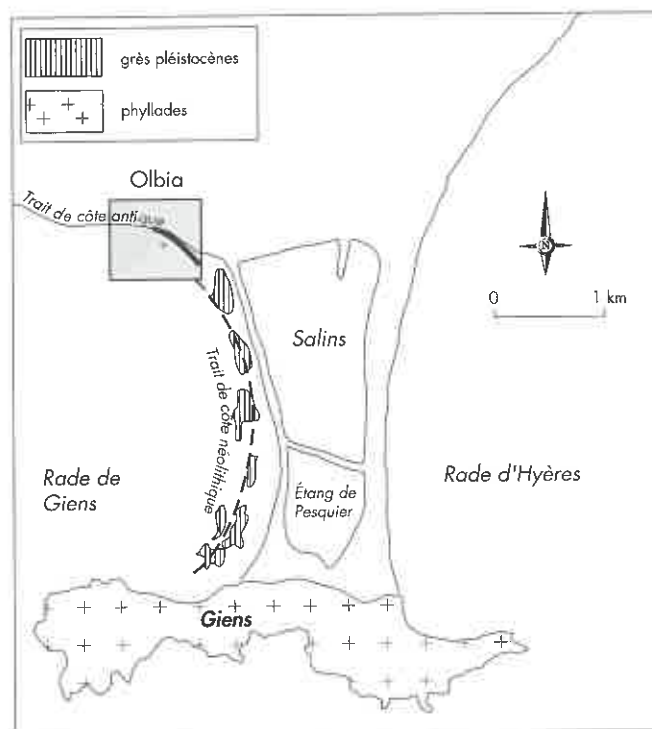 grès pléistocènes
phyllades
Olbia
Trait de côte antique
N
0 1 km
Salins
Trait de côte néolithique
Rade de
Giens
Étang de
Pesquier
Rade d'Hyères
Giens